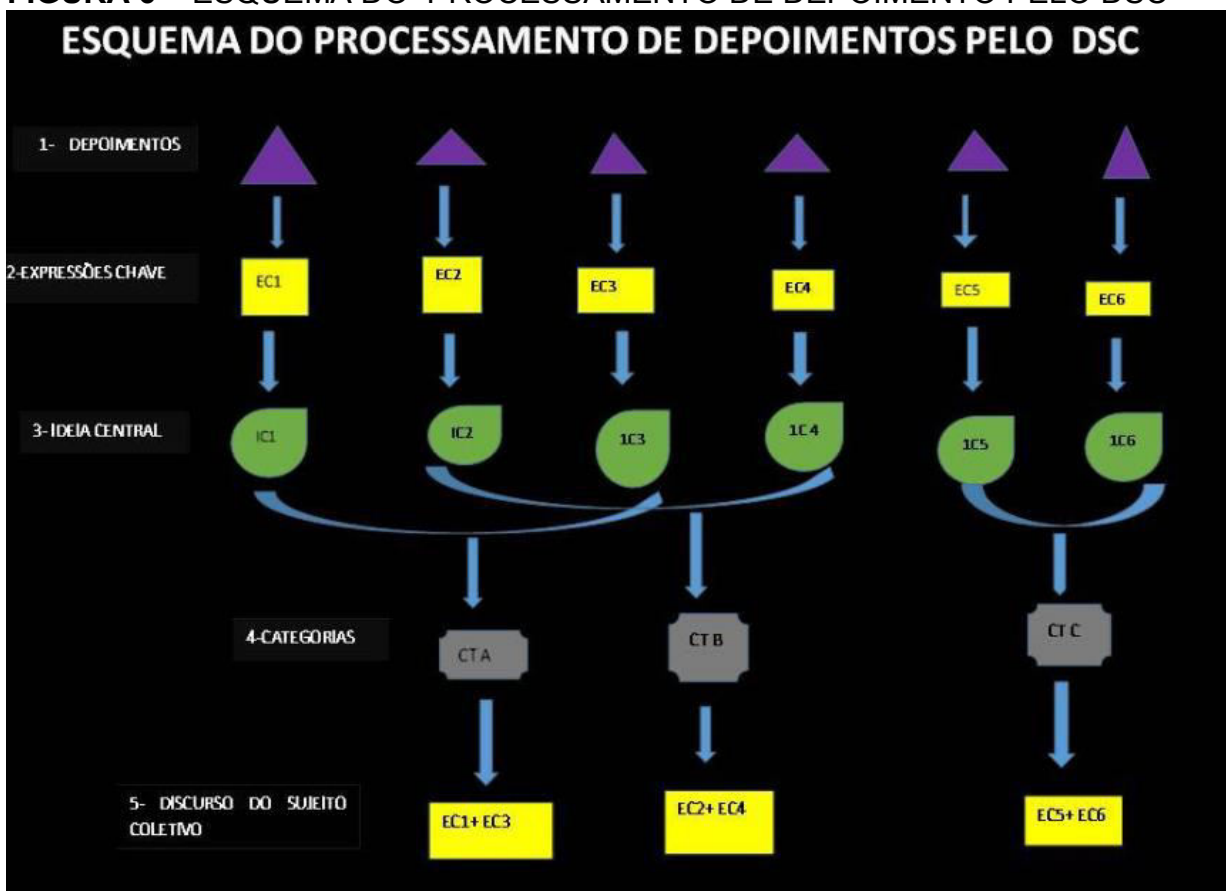 ESQUEMA DO PROCESSAMENTO DE DEPOIMENTOS PELO DSC
1- DEPOIMENTOS
2-EXPRESSÕES CHAVE
EC1
EC2
EC3
EC4
EC5
EC6
3- IDEIA CENTRAL
IC1
IC2
1C3
1C4
1C5
1C6
4-CATEGORIAS
CT A
CT B
CT C
5- DISCURSO DO SUJEITO
COLETIVO
EC1+ EC3
EC2+ EC4
EC5+ EC6